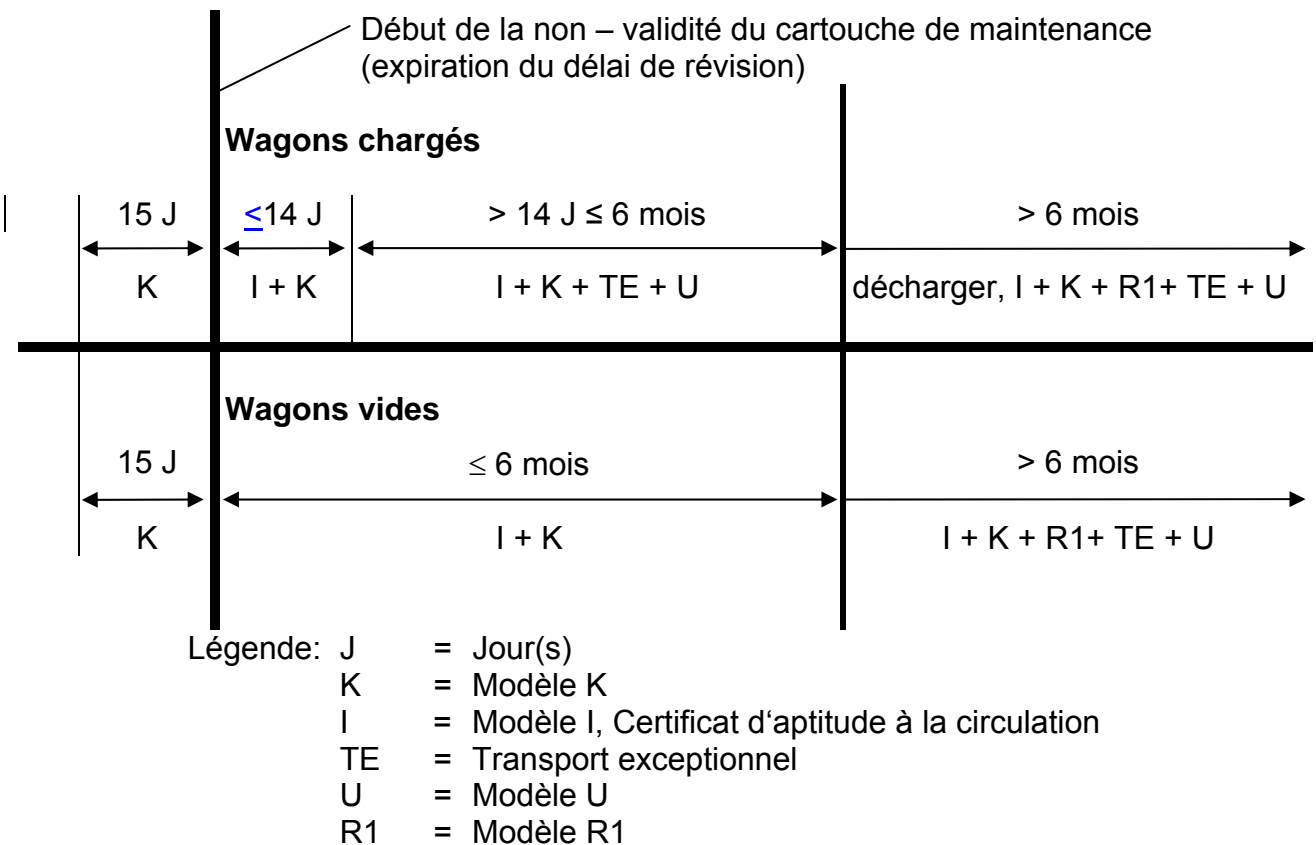 Début de la non – validité du cartouche de maintenance
(expiration du délai de révision)
Wagons chargés
15 J ≤14 J > 14 J ≤ 6 mois > 6 mois
K I + K I + K + TE + U décharger, I + K + R1+ TE + U
Wagons vides
15 J ≤ 6 mois > 6 mois
K I + K I + K + R1+ TE + U
Légende: J = Jour(s)
K = Modèle K
I = Modèle I, Certificat d‘aptitude à la circulation
TE = Transport exceptionnel
U = Modèle U
R1 = Modèle R1